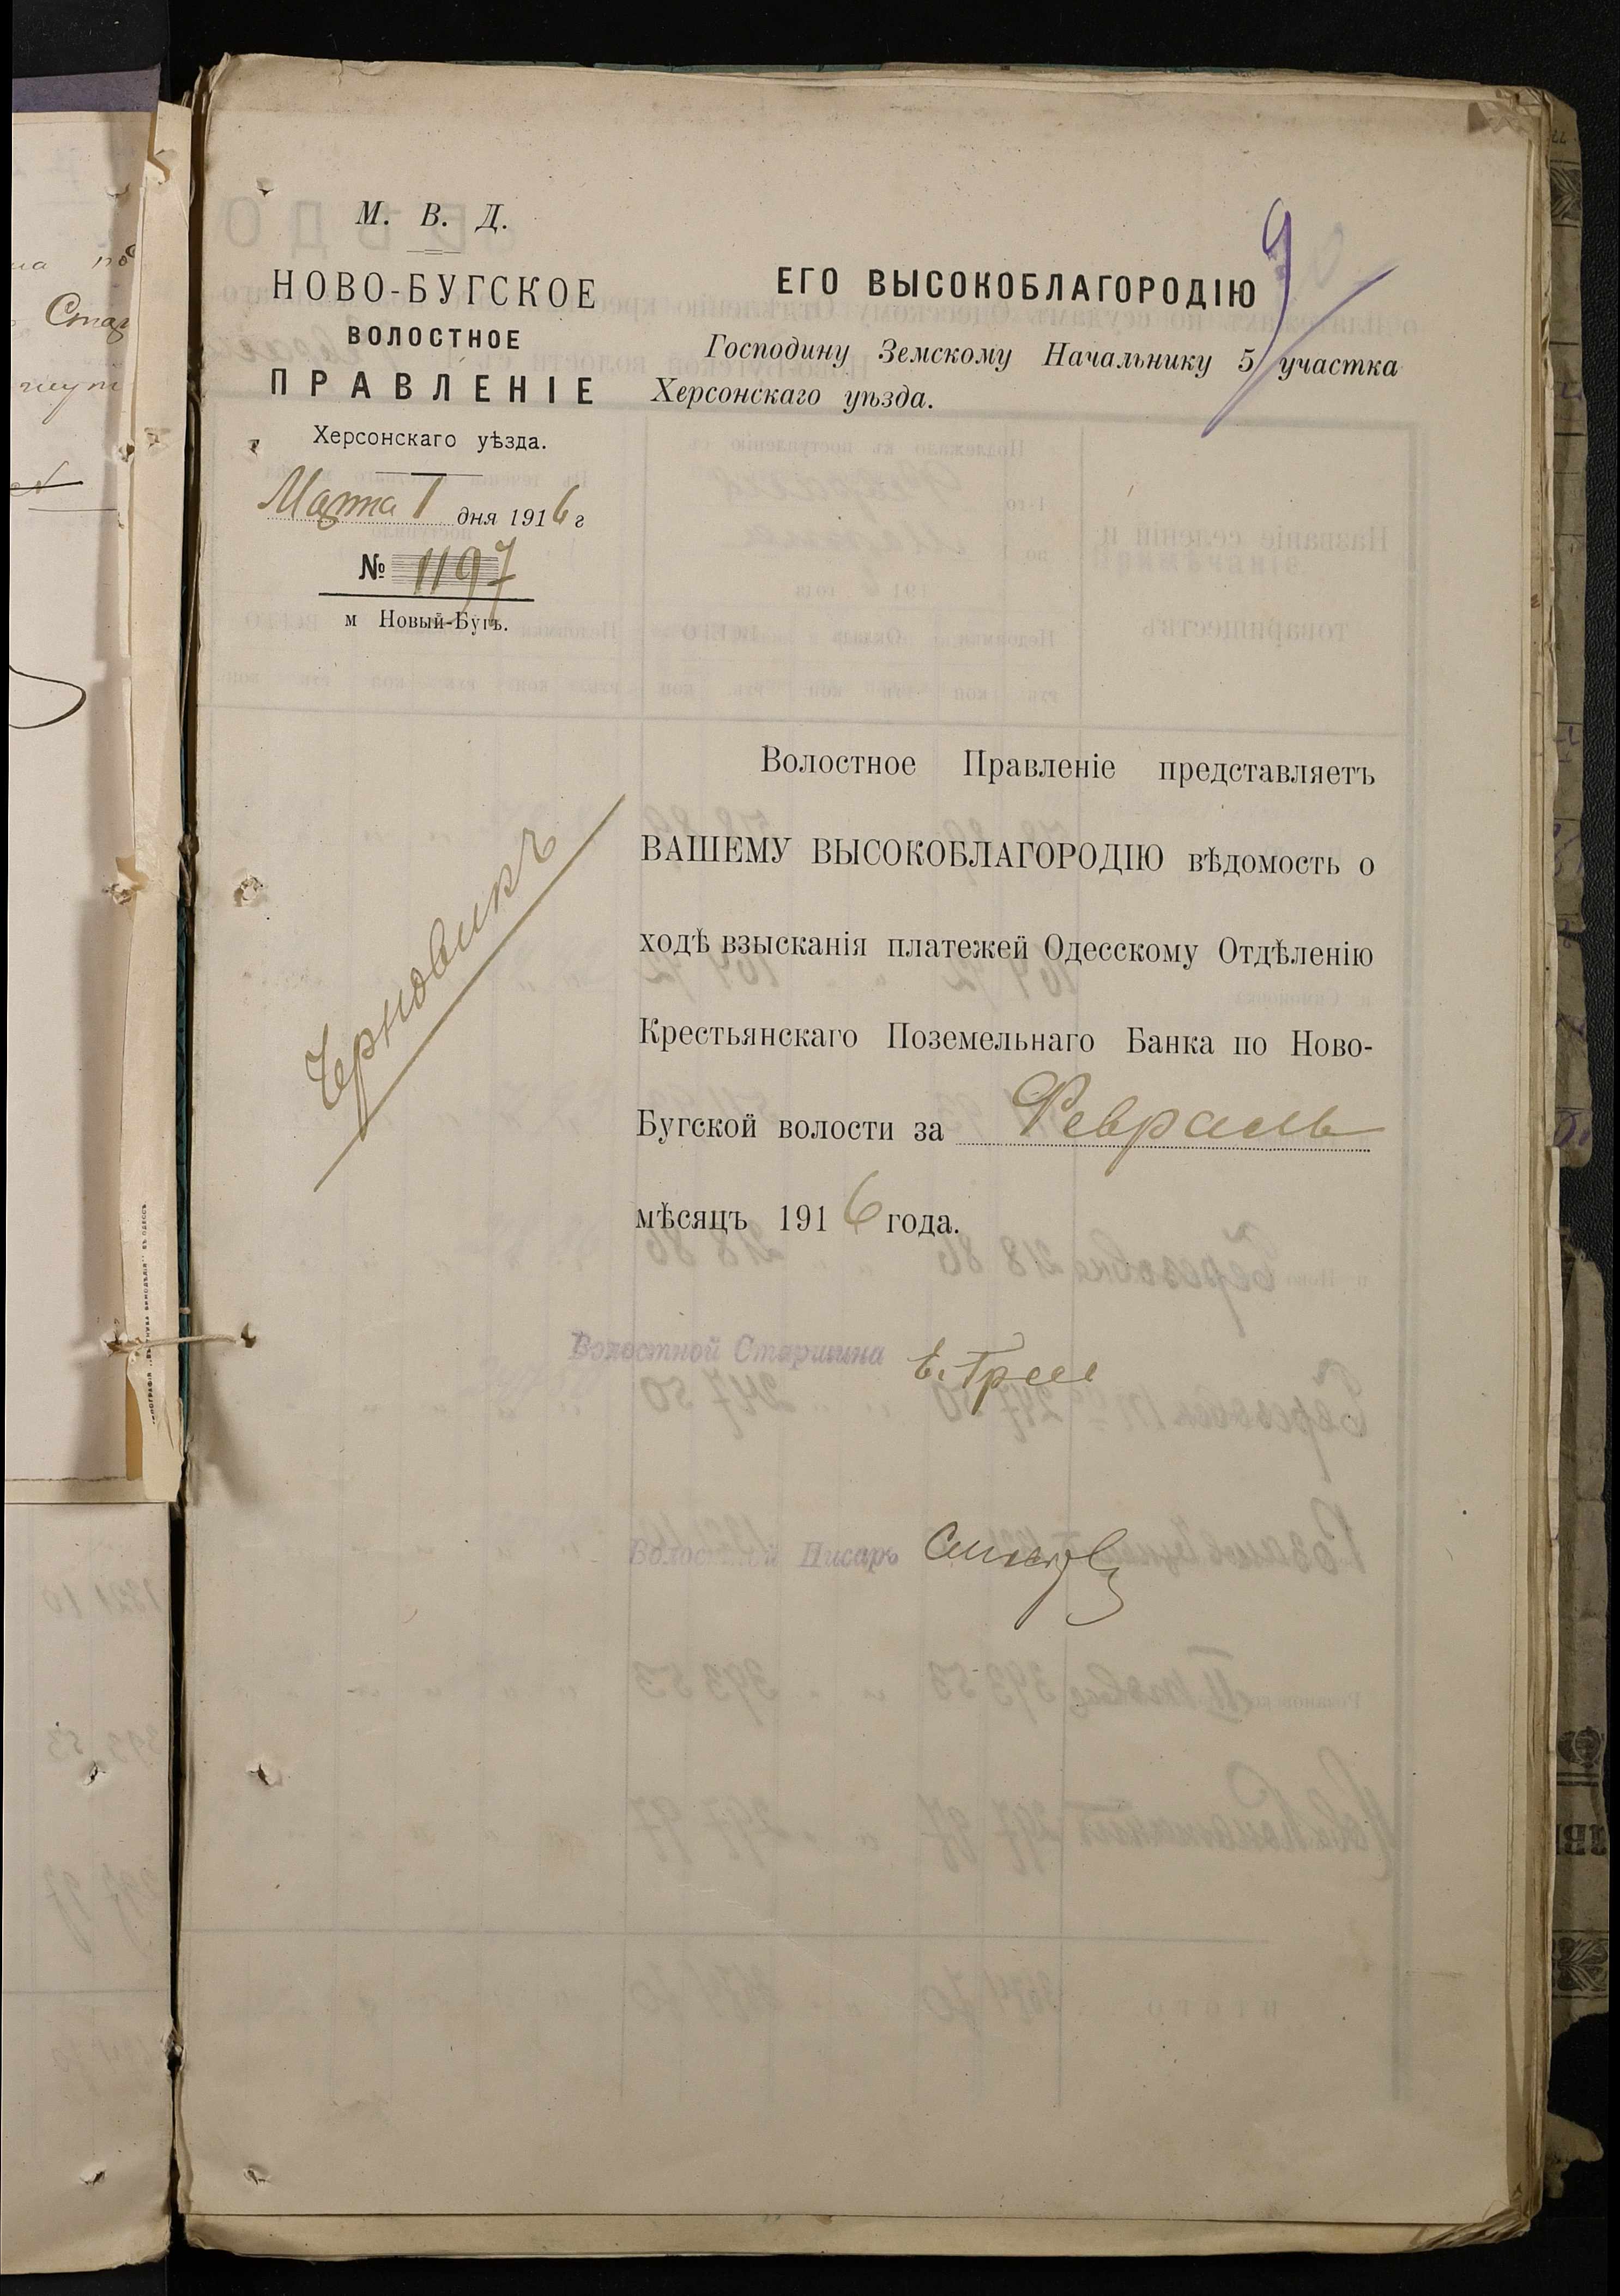 М. В. Д.
НОВО-БУГСКОЕ
ВОЛОСТНОЕ
ПРАВЛЕНІЕ
Херсонскаго уѣзда.
Марта 1 дня 1916 г
№ 1197
м Новый-Бугъ.
9
ЕГО ВЫСОКОБЛАГОРОДІЮ
Господину Земскому Начальнику 5 участка
Херсонскаго уѣзда.
Черновикъ
Волостное Правленіе представляетъ
ВАШЕМУ ВЫСОКОБЛАГОРОДІЮ вѣдомость о
ходѣ взысканія платежей Одесскому Отдѣленію
Крестьянскаго Поземельнаго Банка по Ново-
Бугской волости за Февраль
мѣсяцъ 1916 года.
Волостной Старшина
Волостной Писарь